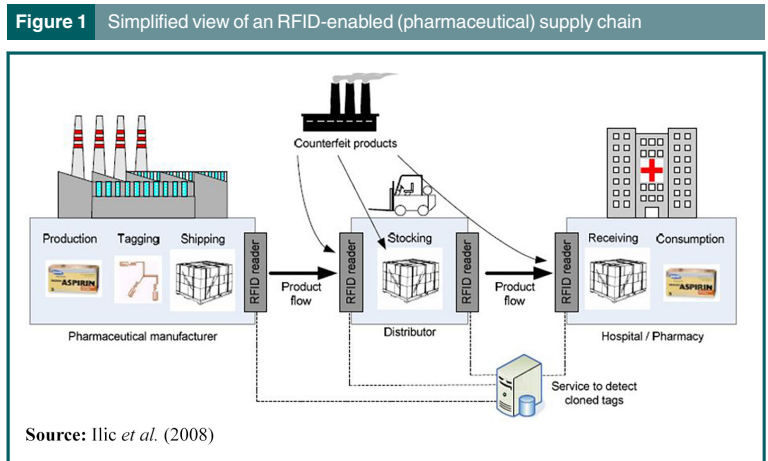 Figure 1 Simplified view of an RFID-enabled (pharmaceutical) supply chain
Counterfeit products
Production Tagging Shipping
ASPIRIN
RFID reader
Product
flow
RFID reader
Stocking
RFID reader
Product
flow
RFID reader
Receiving Consumption
ASPIRIN
Pharmaceutical manufacturer
Distributor
Hospital / Pharmacy
Service to detect
cloned tags
Source: Ilic et al. (2008)